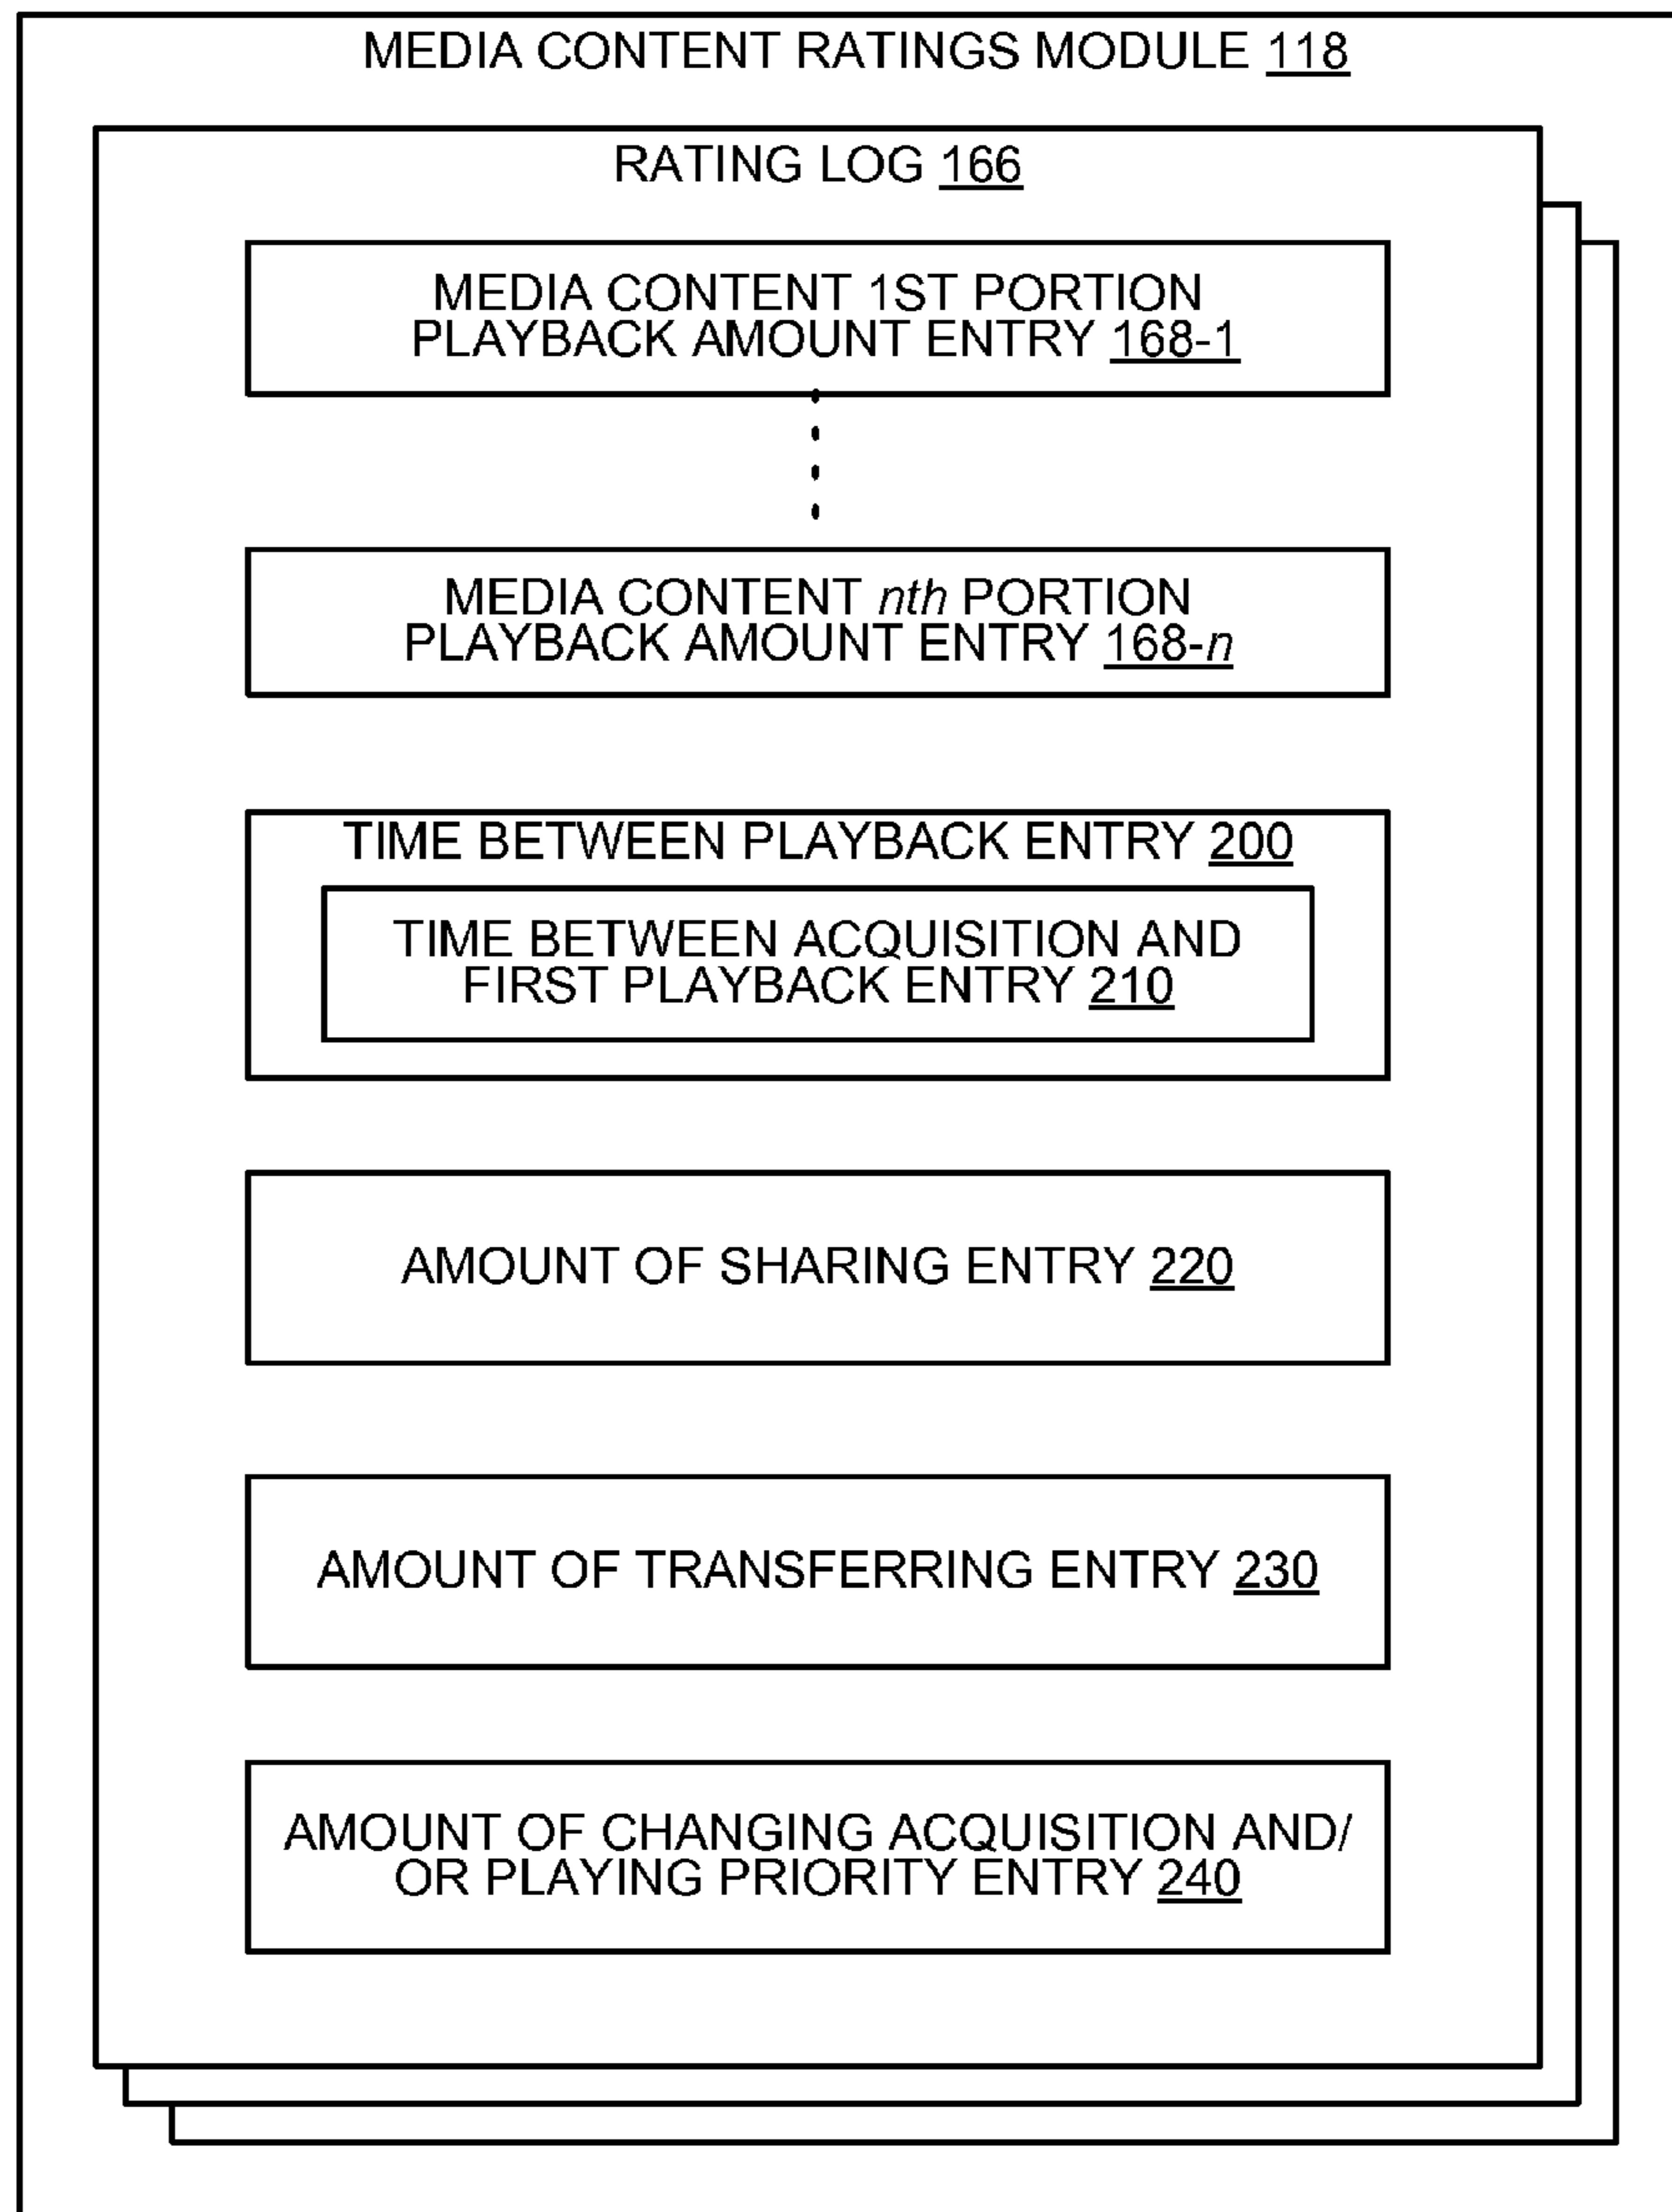 MEDIA CONTENT RATINGS MODULE 118
RATING LOG 166
MEDIA CONTENT 1ST PORTION
PLAYBACK AMOUNT ENTRY 168-1
MEDIA CONTENT nth PORTION
PLAYBACK AMOUNT ENTRY 168-n
TIME BETWEEN PLAYBACK ENTRY 200
TIME BETWEEN ACQUISITION AND
FIRST PLAYBACK ENTRY 210
AMOUNT OF SHARING ENTRY 220
AMOUNT OF TRANSFERRING ENTRY 230
AMOUNT OF CHANGING ACQUISITION AND/
OR PLAYING PRIORITY ENTRY 240